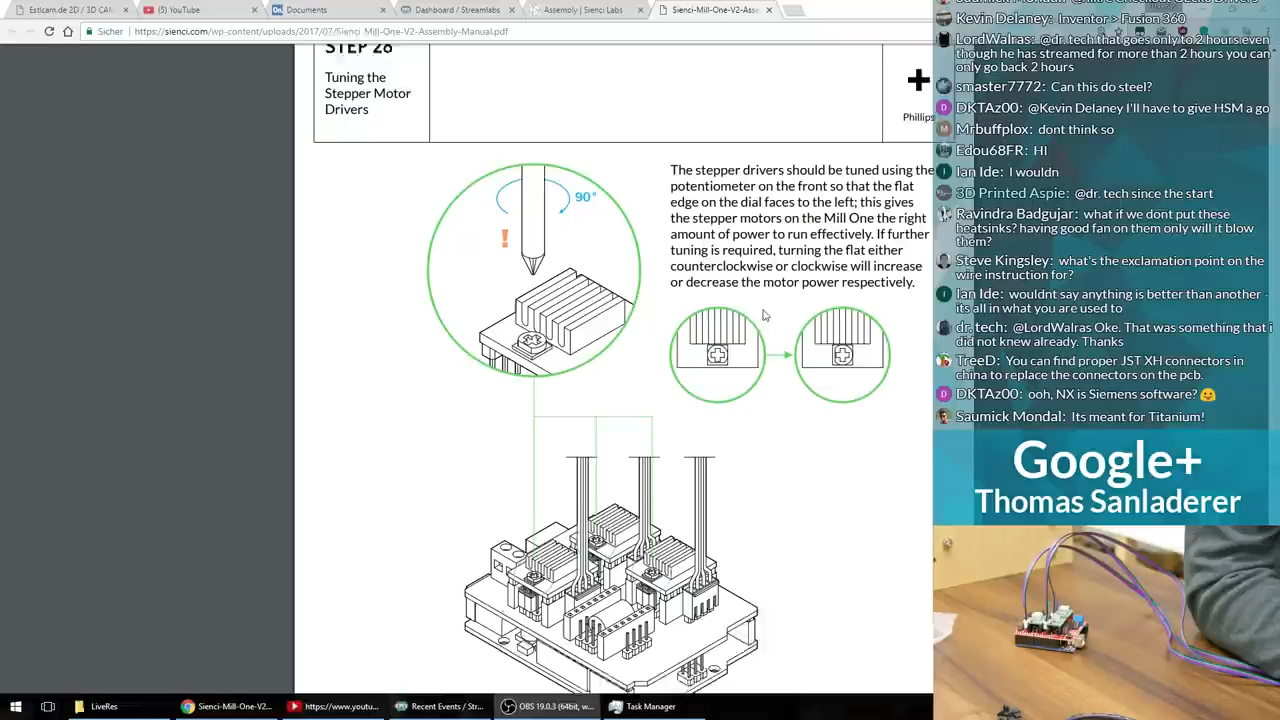 Estlcam.de 2D / 3D CAM
(5) YouTube
Documents
Dashboard / Streamlabs
Assembly | Sienci Labs
Sienci-Mill-One-V2-Asse
Sicher
https://sienci.com/wp-content/uploads/2017/07/Sienci-Mill-One-V2-Assembly-Manual.pdf
STEP 28
Tuning the
Stepper Motor
Drivers
Phillips
90°
!
The stepper drivers should be tuned using the
potentiometer on the front so that the flat
edge on the dial faces to the left; this gives
the stepper motors on the Mill One the right
amount of power to run effectively. If further
tuning is required, turning the flat either
counterclockwise or clockwise will increase
or decrease the motor power respectively.
Kevin Delaney: Inventor > Fusion 360
LordWalras: @dr. tech that goes only to 2 hours even
though he has streamed for more than 2 hours you can
only go back 2 hours
smaster7772: Can this do steel?
DKTAz00: @Kevin Delaney I'll have to give HSM a go
Mrbuffplox: dont think so
Edou68FR: HI
Ian Ide: I wouldn
3D Printed Aspie: @dr. tech since the start
Ravindra Badgujar: what if we dont put these
heatsinks? having good fan on them only will it blow
them?
Steve Kingsley: what's the exclamation point on the
wire instruction for?
Ian Ide: wouldnt say anything is better than another -
its all in what you are used to
dr. tech: @LordWalras Oke. That was something that i
did not knew already. Thanks
TreeD: You can find proper JST XH connectors in
china to replace the connectors on the pcb.
DKTAz00: ooh, NX is Siemens software? 🤗
Saumick Mondal: Its meant for Titanium!
Google+
Thomas Sanladerer
LiveRes
Sienci-Mill-One-V2...
https://www.youtu...
Recent Events / Str...
OBS 19.0.3 (64bit, w...
Task Manager